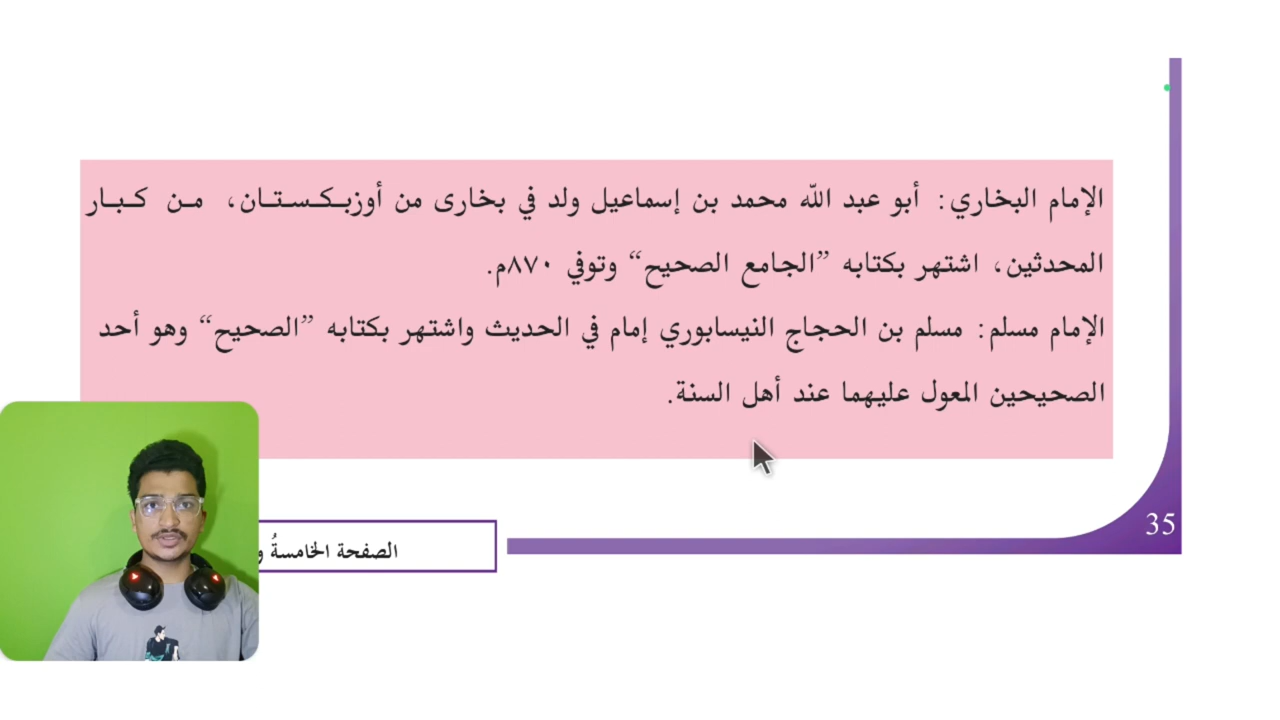 الإمام البخاري: أبو عبد الله محمد بن إسماعيل ولد في بخارى من أوزبكستان، من كبار
المحدثين، اشتهر بكتابه ”الجامع الصحيح“ وتوفي ٨٧٠م.
الإمام مسلم: مسلم بن الحجاج النيسابوري إمام في الحديث واشتهر بكتابه ”الصحيح“ وهو أحد
الصحيحين المعول عليهما عند أهل السنة.
35
الصفحة الخامسةُ و